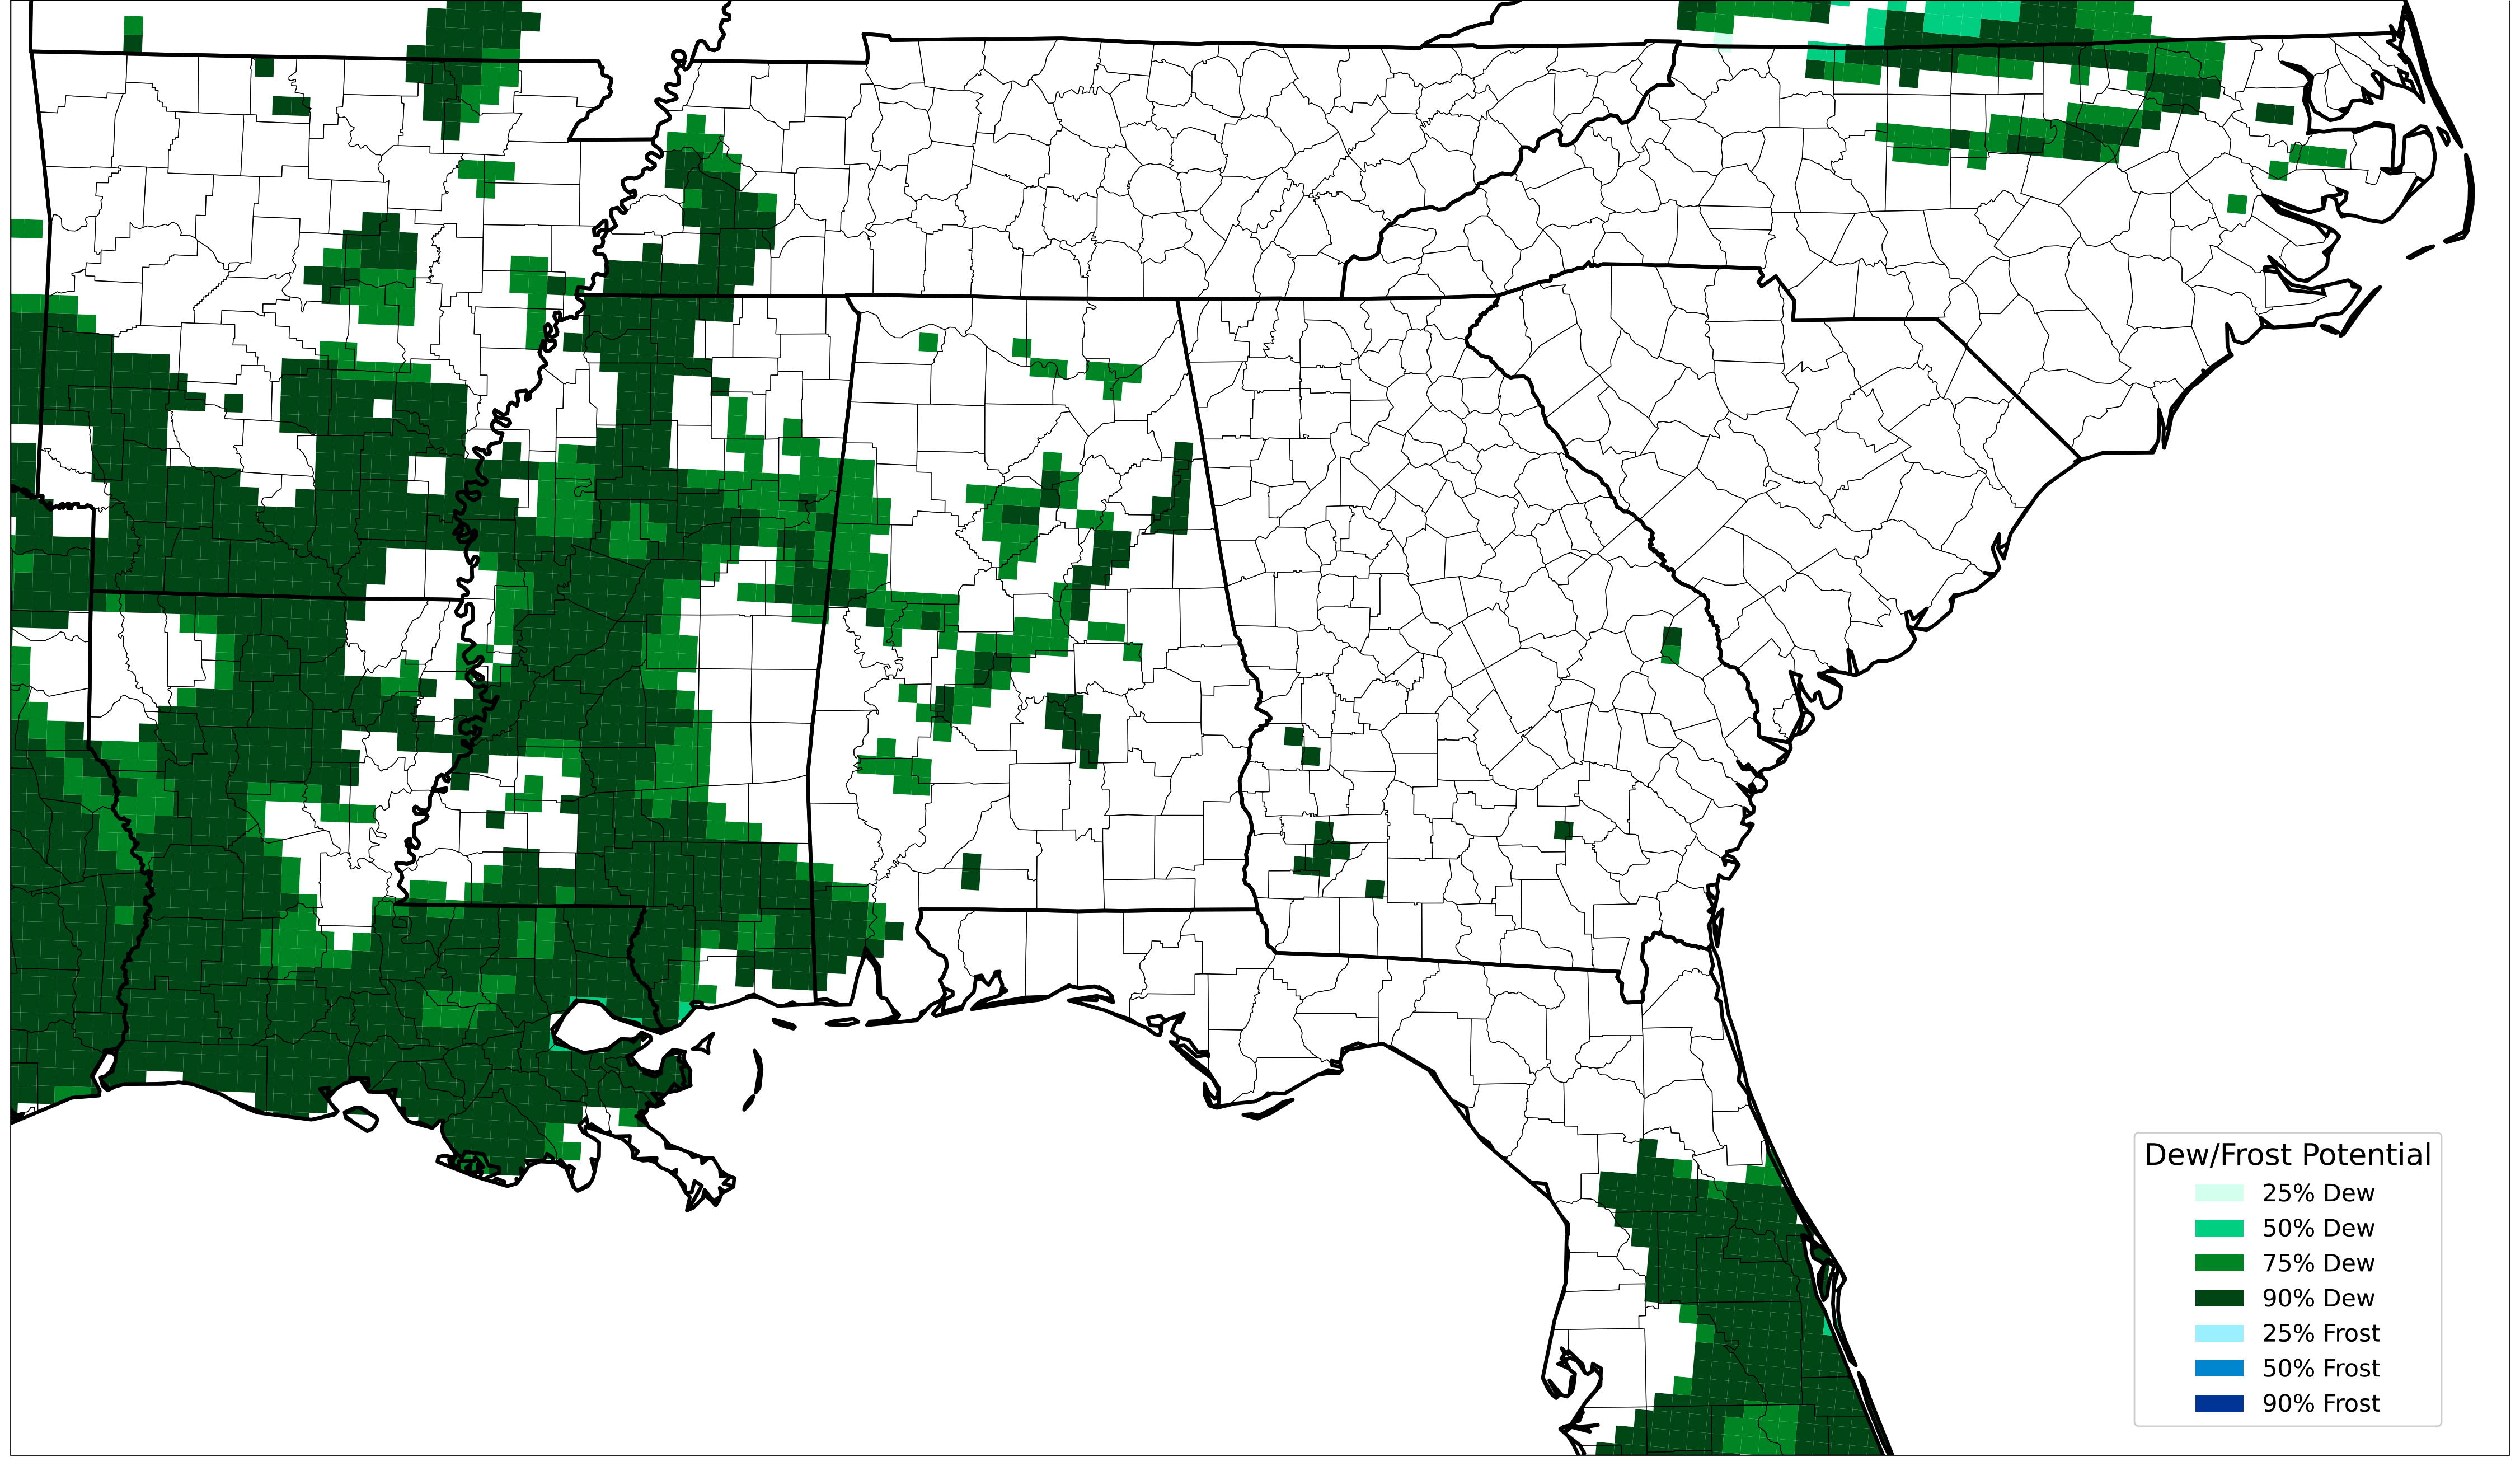 Dew/Frost Potential
25% Dew
50% Dew
75% Dew
90% Dew
25% Frost
50% Frost
90% Frost